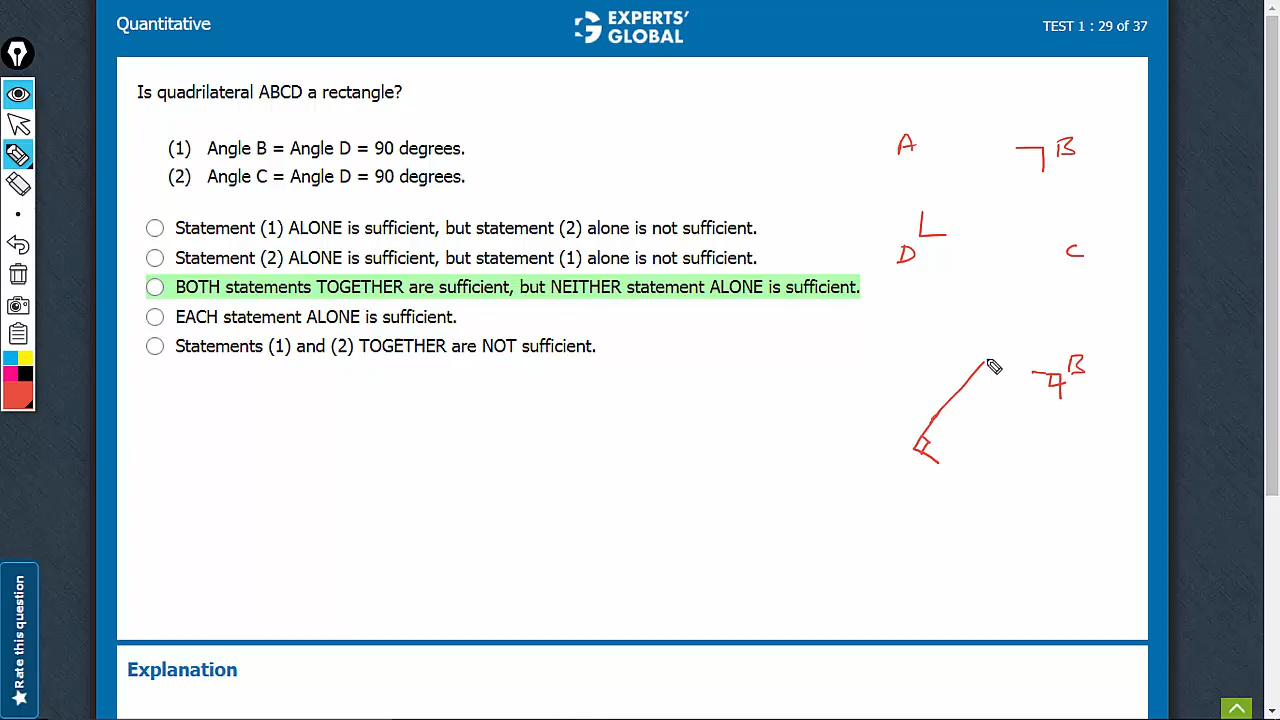 Quantitative
EXPERTS'
GLOBAL
TEST 1 : 29 of 37
Is quadrilateral ABCD a rectangle?
(1) Angle B = Angle D = 90 degrees.
(2) Angle C = Angle D = 90 degrees.
Statement (1) ALONE is sufficient, but statement (2) alone is not sufficient.
Statement (2) ALONE is sufficient, but statement (1) alone is not sufficient.
BOTH statements TOGETHER are sufficient, but NEITHER statement ALONE is sufficient.
EACH statement ALONE is sufficient.
Statements (1) and (2) TOGETHER are NOT sufficient.
A B
D C
B
Rate this question
Explanation